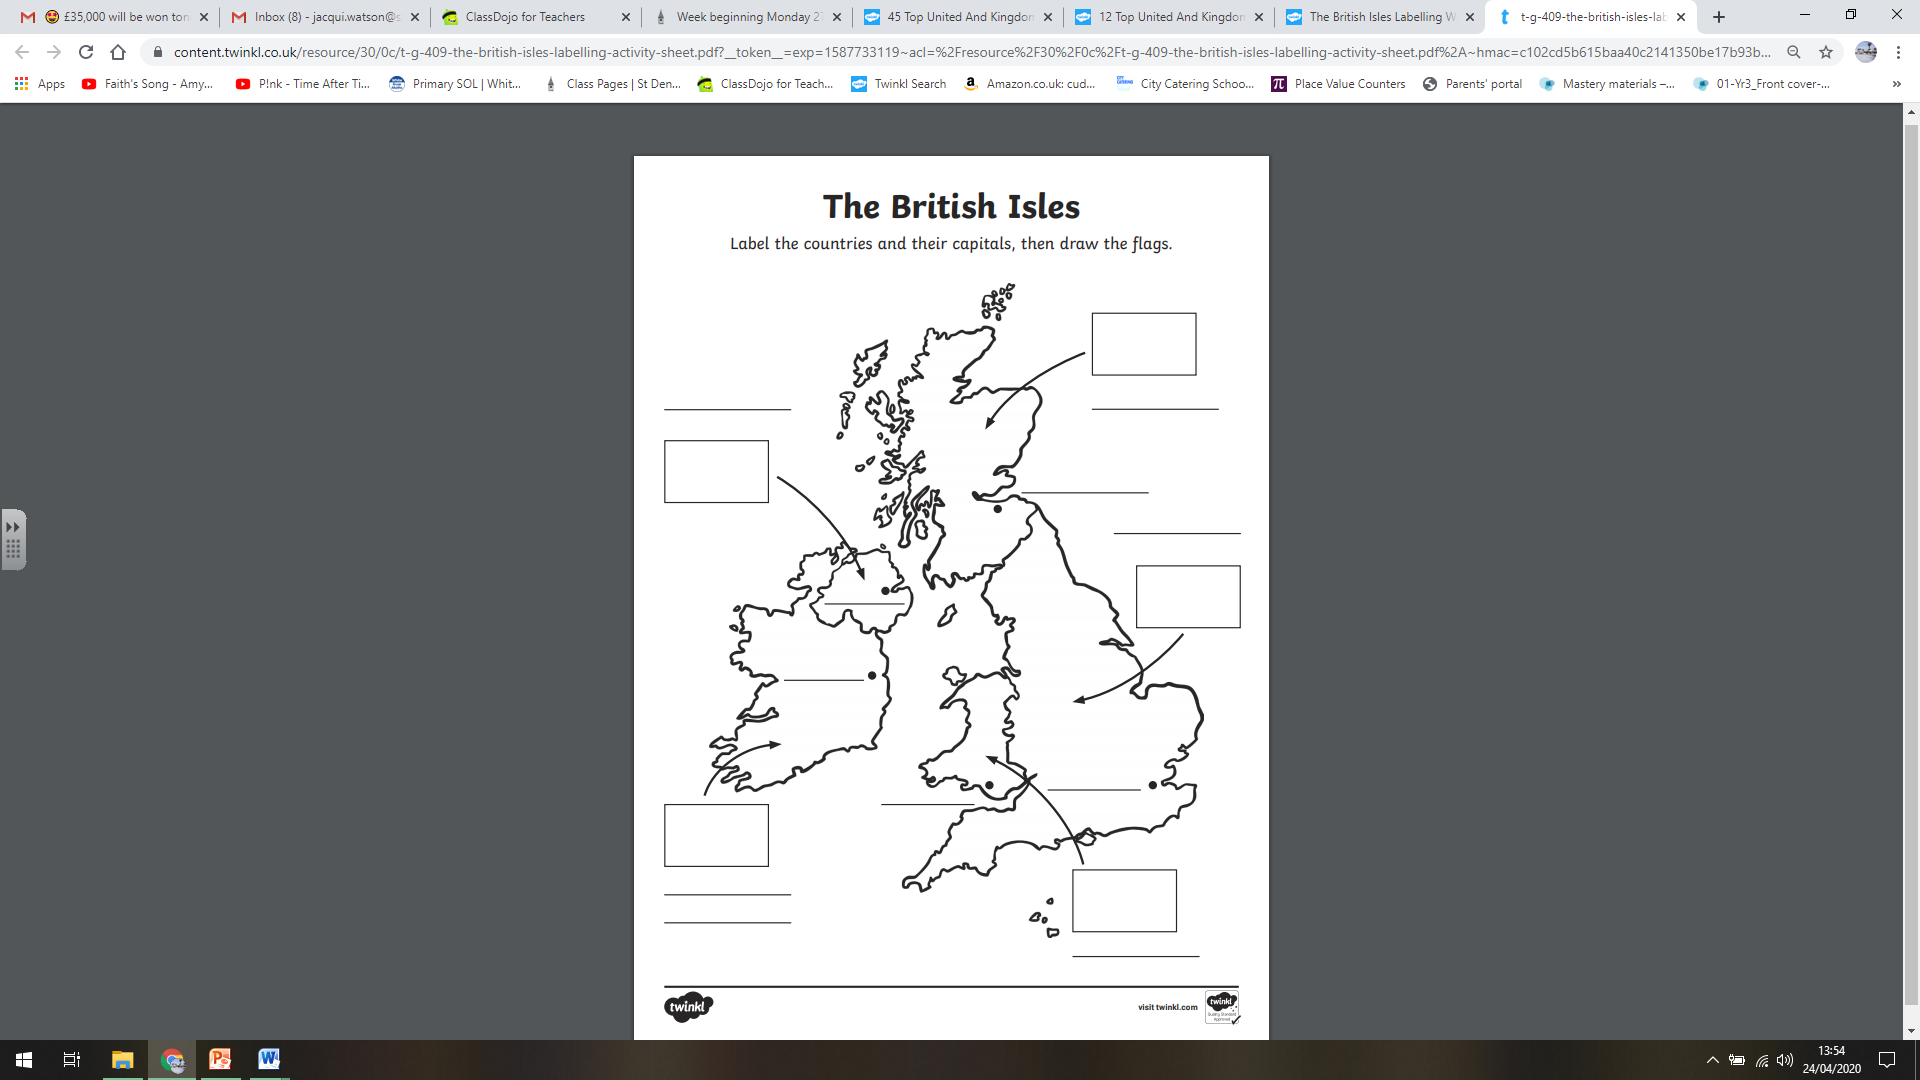 £35,000 will be won ton
Inbox (8) - jacqui.watson@s
ClassDojo for Teachers
Week beginning Monday 27
45 Top United And Kingdom
12 Top United And Kingdom
The British Isles Labelling W
t-g-409-the-british-isles-lab
content.twinkl.co.uk/resource/30/0c/t-g-409-the-british-isles-labelling-activity-sheet.pdf?__token__=exp=1587733119~acl=%2Fresource%2F30%2F0c%2Ft-g-409-the-british-isles-labelling-activity-sheet.pdf%2A~hmac=c102cd5b615baa40c2141350be17b93b...
Apps
Faith's Song - Amy...
P!nk - Time After Ti...
Primary SOL | Whit...
Class Pages | St Den...
ClassDojo for Teach...
Twinkl Search
Amazon.co.uk: cud...
City Catering Schoo...
Place Value Counters
Parents' portal
Mastery materials –...
01-Yr3_Front cover-...
The British Isles
Label the countries and their capitals, then draw the flags.
twinkl
visit twinkl.com
twinkl
Quality Standard
Approved
13:54
24/04/2020